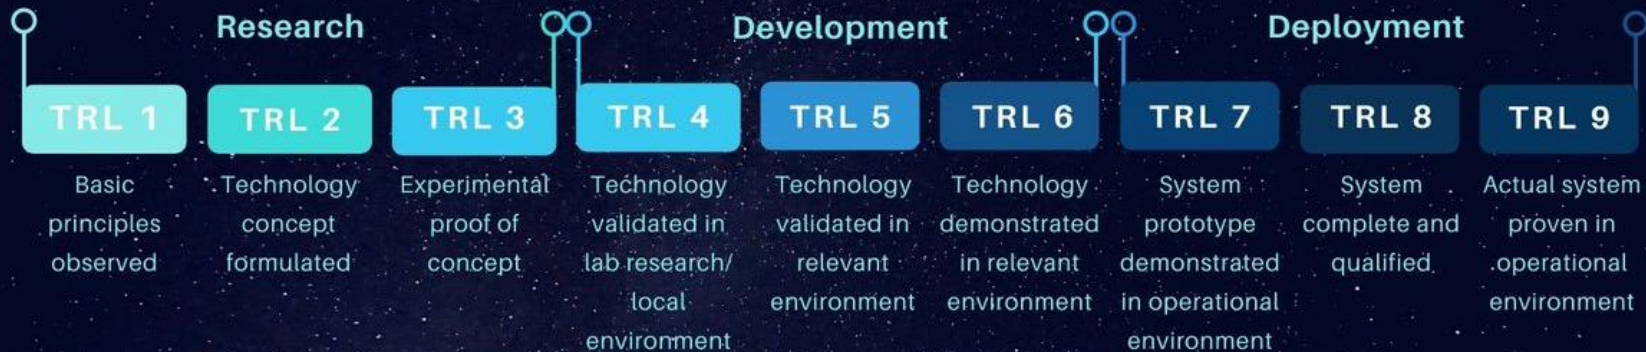 Research
Development
Deployment
TRL 1
TRL 2
TRL 3
TRL 4
TRL 5
TRL 6
TRL 7
TRL 8
TRL 9
Basic
principles
observed
Technology
concept
formulated
Experimental
proof of
concept
Technology
validated in
lab research/
local
environment
Technology
validated in
relevant
environment
Technology
demonstrated
in relevant
environment
System
prototype
demonstrated
in operational
environment
System
complete and
qualified
Actual system
proven in
operational
environment